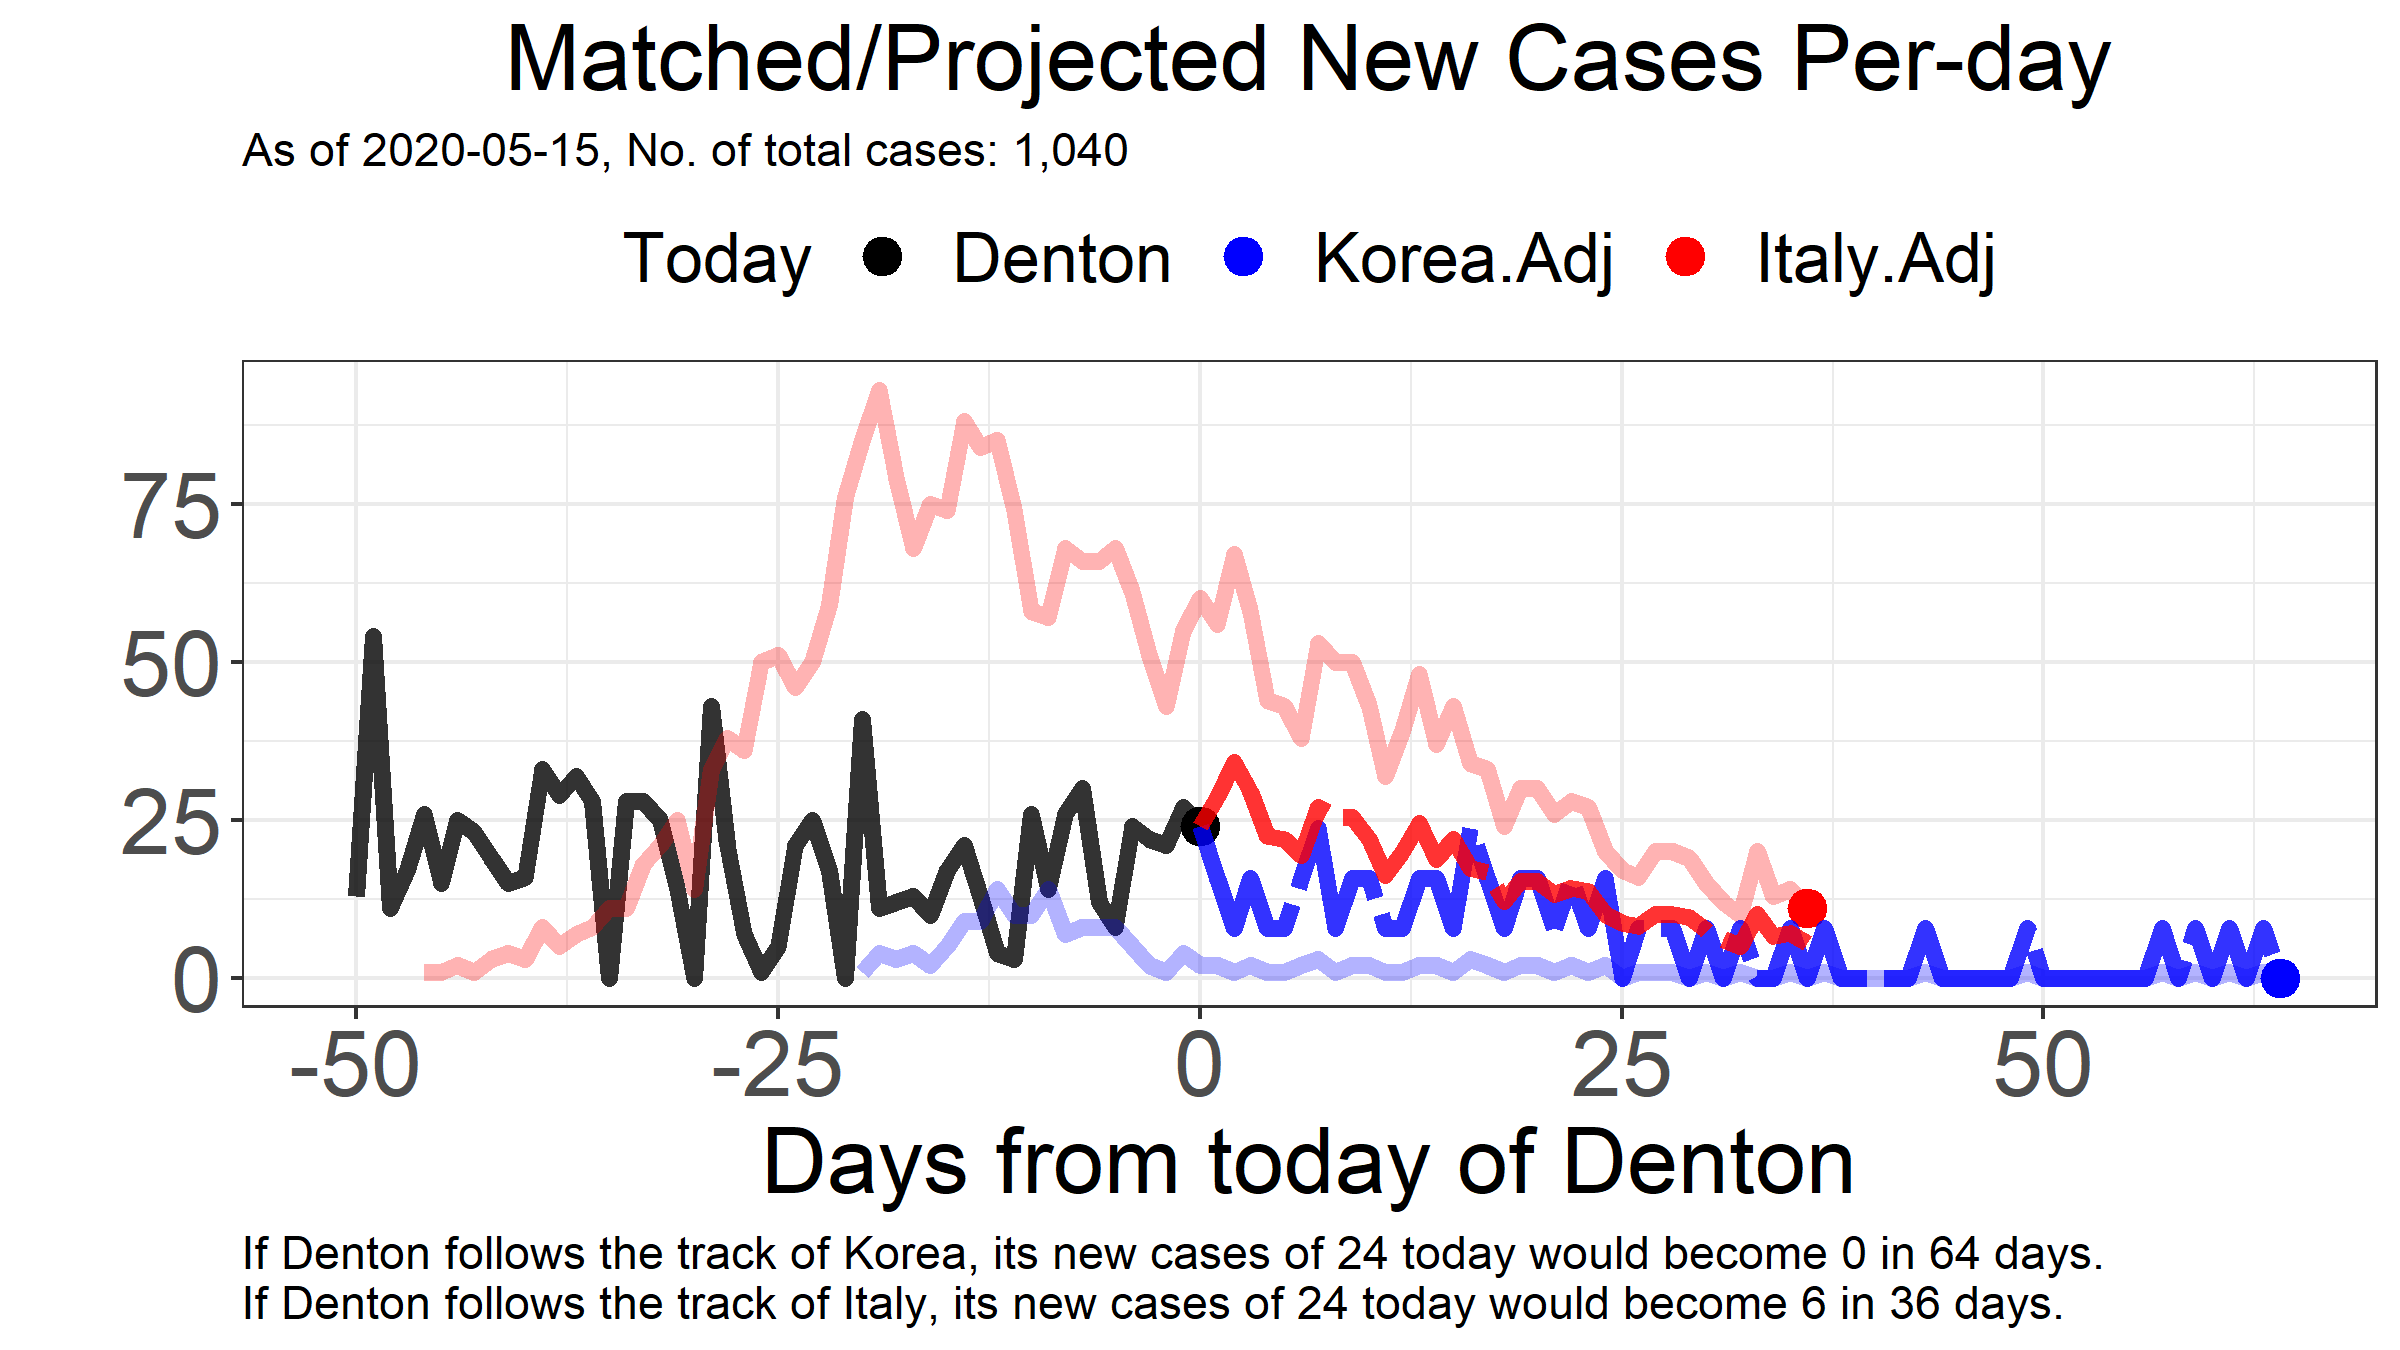 Matched/Projected New Cases Per-day
As of 2020-05-15, No. of total cases: 1,040
Today Denton Korea.Adj Italy.Adj
75
50
25
0
-50 -25 0 25 50
Days from today of Denton
If Denton follows the track of Korea, its new cases of 24 today would become 0 in 64 days.
If Denton follows the track of Italy, its new cases of 24 today would become 6 in 36 days.